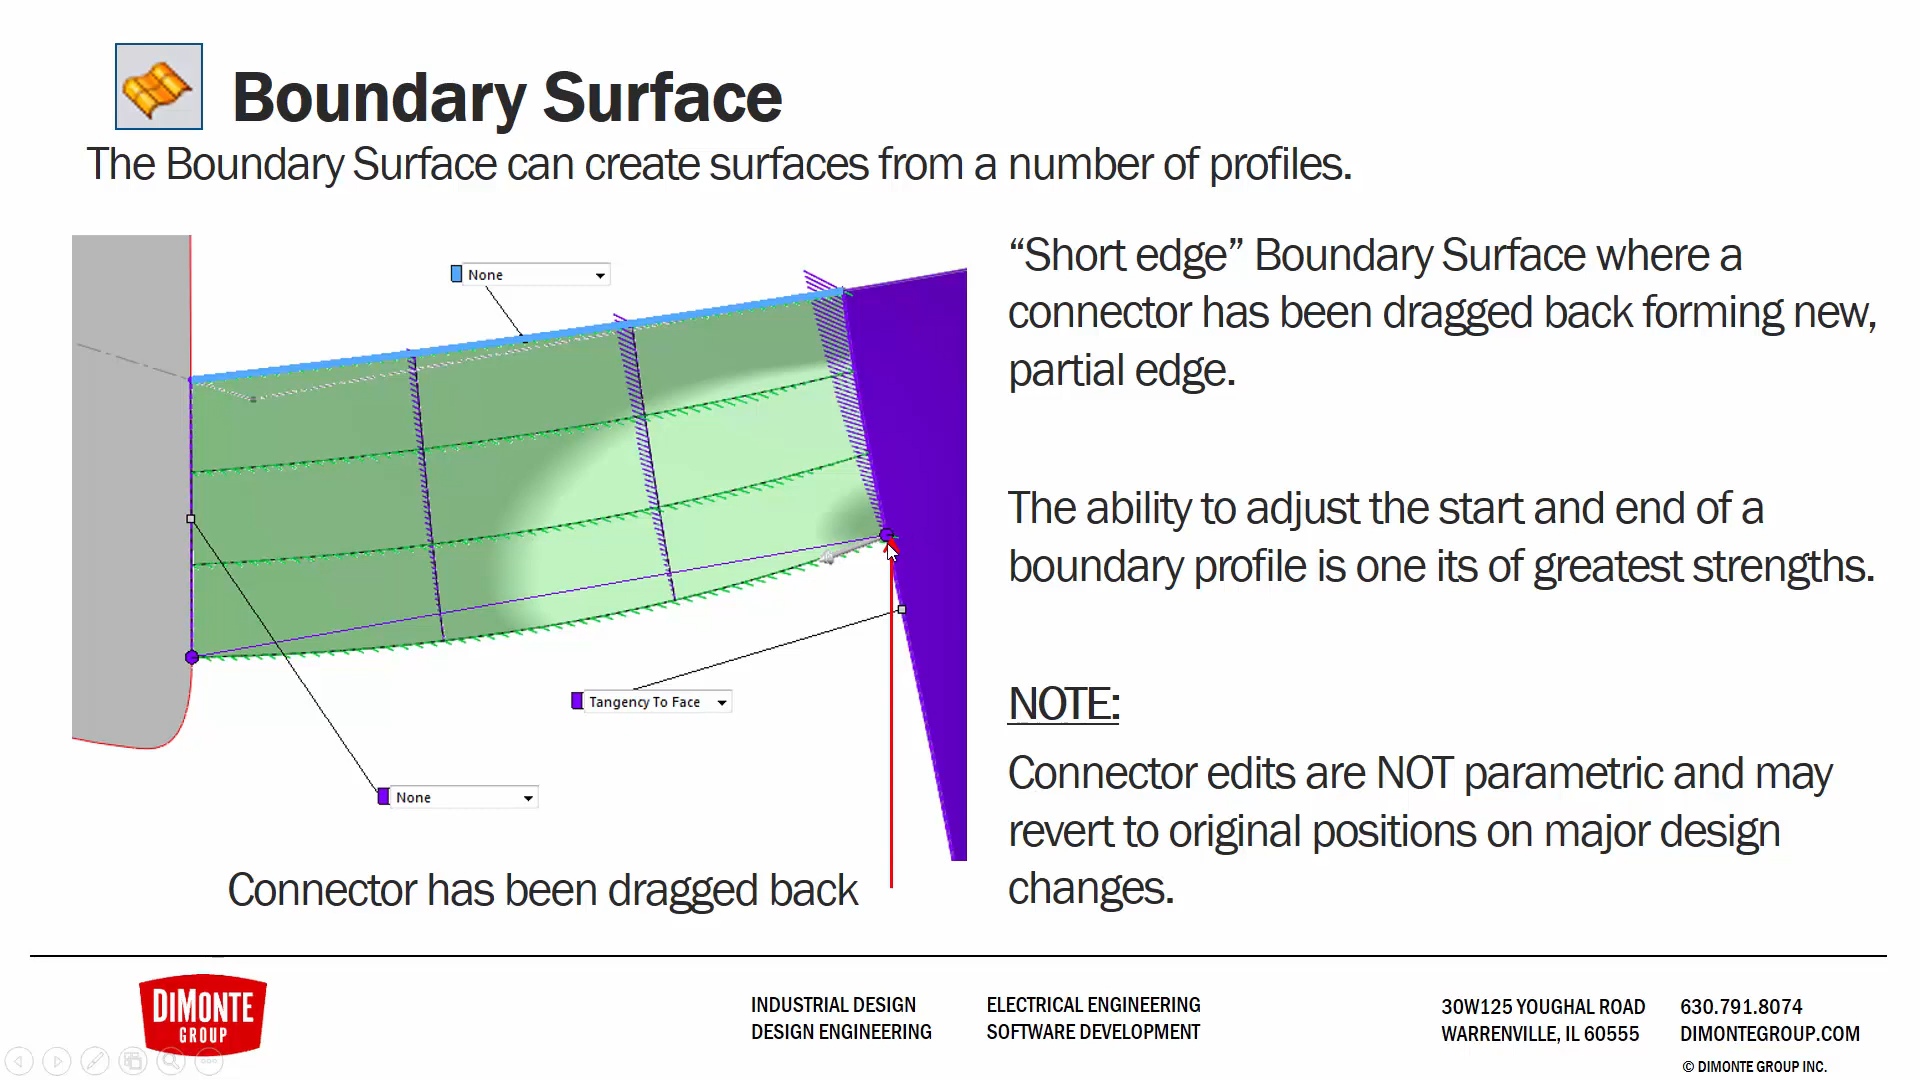 Boundary Surface
The Boundary Surface can create surfaces from a number of profiles.
None
Tangency To Face
None
Connector has been dragged back
“Short edge” Boundary Surface where a
connector has been dragged back forming new,
partial edge.
The ability to adjust the start and end of a
boundary profile is one its of greatest strengths.
NOTE:
Connector edits are NOT parametric and may
revert to original positions on major design
changes.
DIMONTE
GROUP
INDUSTRIAL DESIGN
DESIGN ENGINEERING
ELECTRICAL ENGINEERING
SOFTWARE DEVELOPMENT
30W125 YOUGHAL ROAD
WARRENVILLE, IL 60555
630.791.8074
DIMONTEGROUP.COM
© DIMONTE GROUP INC.